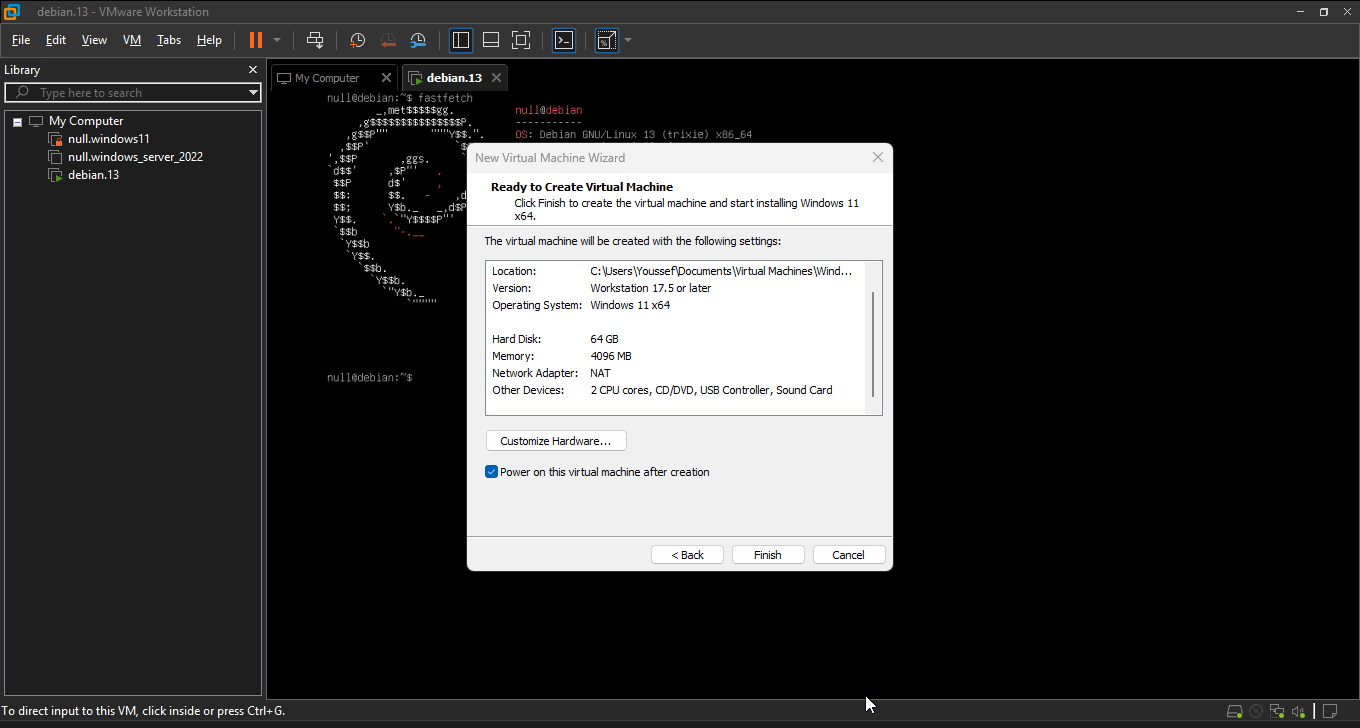 debian.13 - VMware Workstation
File Edit View VM Tabs Help
Library
Type here to search
My Computer
null.windows11
null.windows_server_2022
debian.13
My Computer
debian.13
null@debian:~$ fastfetch
_,met$$$$$gg.
,g$$$$$$$$$$$$$$$P.
,g$$P"" """Y$$.".
,$$P'
',$$P ,ggs.
`d$$' ,$P"' .
$$P d$' ,
$$: $$. - ,d
$$; Y$b._ _,d$P
Y$$. `.`"Y$$$$P"'
`$$b "-.__
`Y$$b
`Y$$.
`$$b.
`Y$$b.
`"Y$b._
`""""
null@debian
-----------
OS: Debian GNU/Linux 13 (trixie) x86_64
null@debian:~$
New Virtual Machine Wizard
Ready to Create Virtual Machine
Click Finish to create the virtual machine and start installing Windows 11
x64.
The virtual machine will be created with the following settings:
Location: C:\Users\Youssef\Documents\Virtual Machines\Wind...
Version: Workstation 17.5 or later
Operating System: Windows 11 x64
Hard Disk: 64 GB
Memory: 4096 MB
Network Adapter: NAT
Other Devices: 2 CPU cores, CD/DVD, USB Controller, Sound Card
Customize Hardware...
Power on this virtual machine after creation
< Back Finish Cancel
To direct input to this VM, click inside or press Ctrl+G.